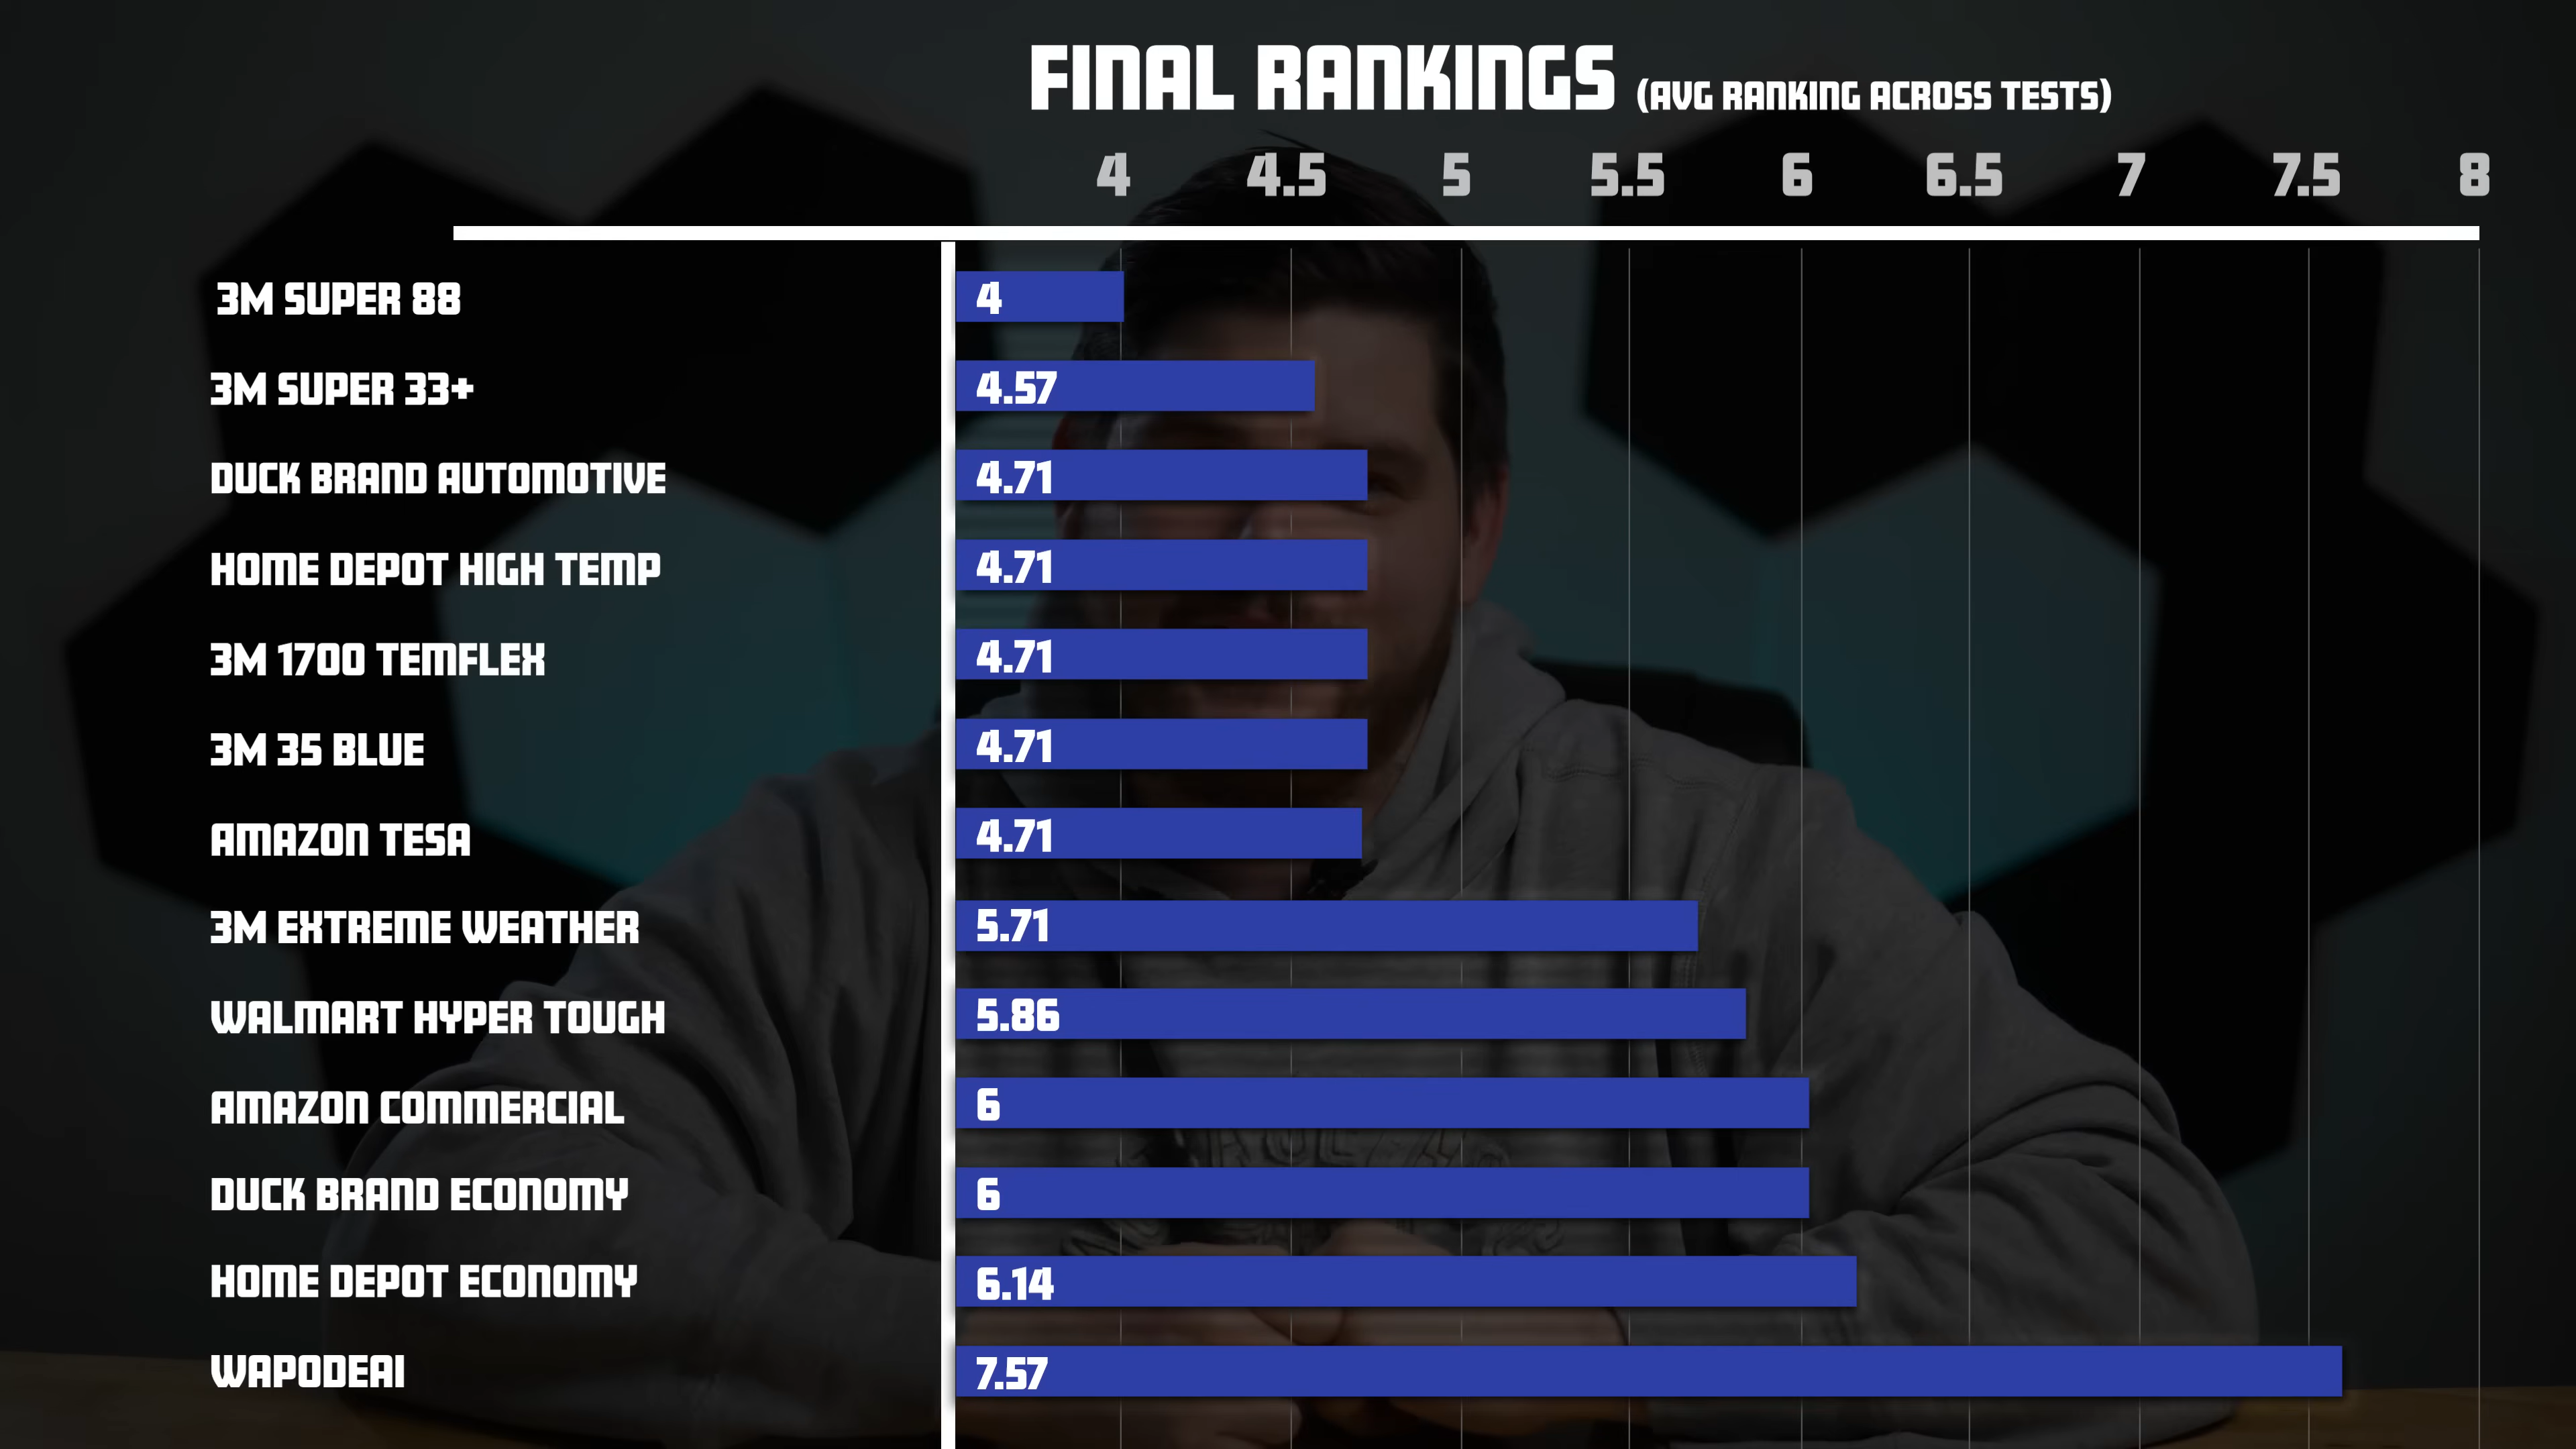 FINAL RANKINGS (AVG RANKING ACROSS TESTS)
4 4.5 5 5.5 6 6.5 7 7.5 8
3M SUPER 88 4
3M SUPER 33+ 4.57
DUCK BRAND AUTOMOTIVE 4.71
HOME DEPOT HIGH TEMP 4.71
3M 1700 TEMFLEX 4.71
3M 35 BLUE 4.71
AMAZON TESA 4.71
3M EXTREME WEATHER 5.71
WALMART HYPER TOUGH 5.86
AMAZON COMMERCIAL 6
DUCK BRAND ECONOMY 6
HOME DEPOT ECONOMY 6.14
WAPODEAI 7.57